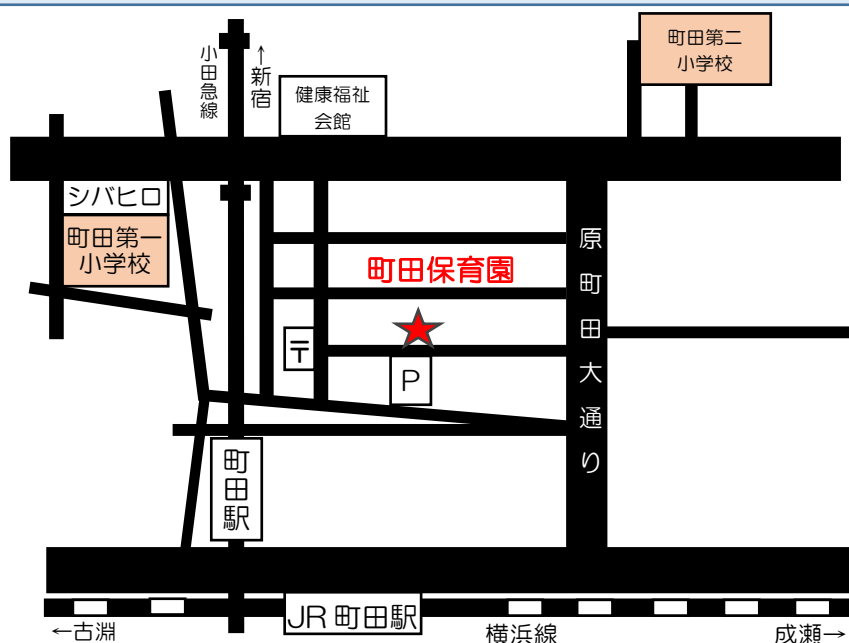 町田第二
小学校
小田急線
↑新宿
健康福祉
会館
シバヒロ
町田第一
小学校
町田保育園
原町田大通り
〒
P
町田駅
JR 町田駅
←古淵
横浜線
成瀬→